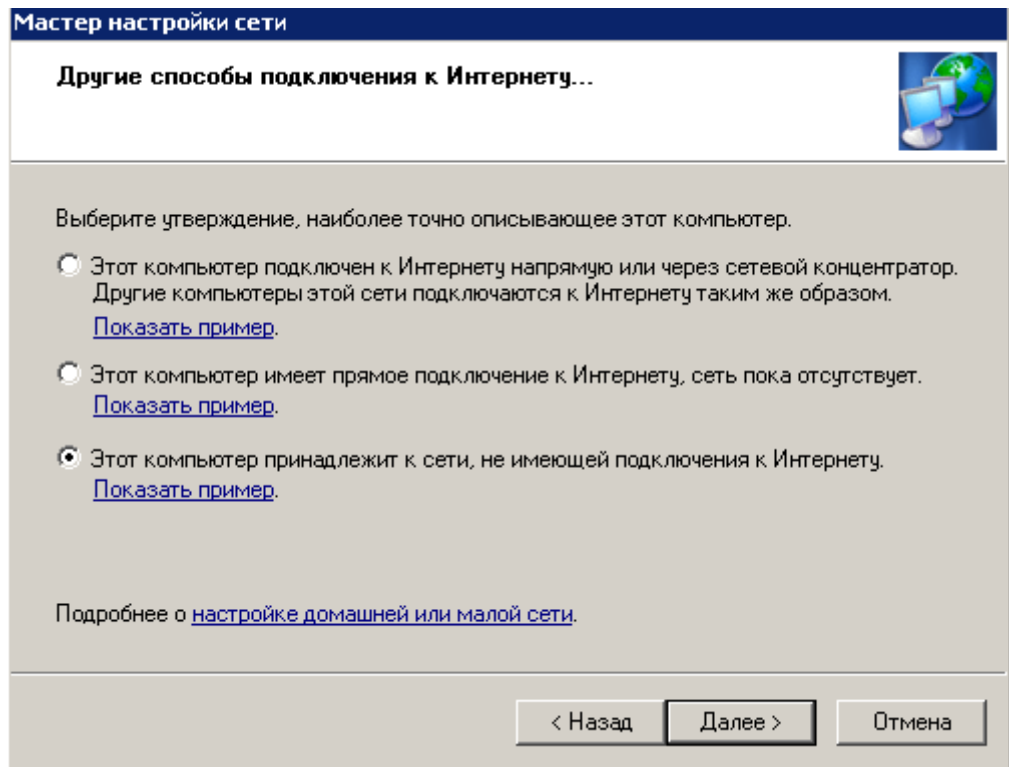 Мастер настройки сети
Другие способы подключения к Интернету...
Выберите утверждение, наиболее точно описывающее этот компьютер.
Этот компьютер подключен к Интернету напрямую или через сетевой концентратор.
Другие компьютеры этой сети подключаются к Интернету таким же образом.
Показать пример.
Этот компьютер имеет прямое подключение к Интернету, сеть пока отсутствует.
Показать пример.
Этот компьютер принадлежит к сети, не имеющей подключения к Интернету.
Показать пример.
Подробнее о настройке домашней или малой сети.
< Назад Далее > Отмена